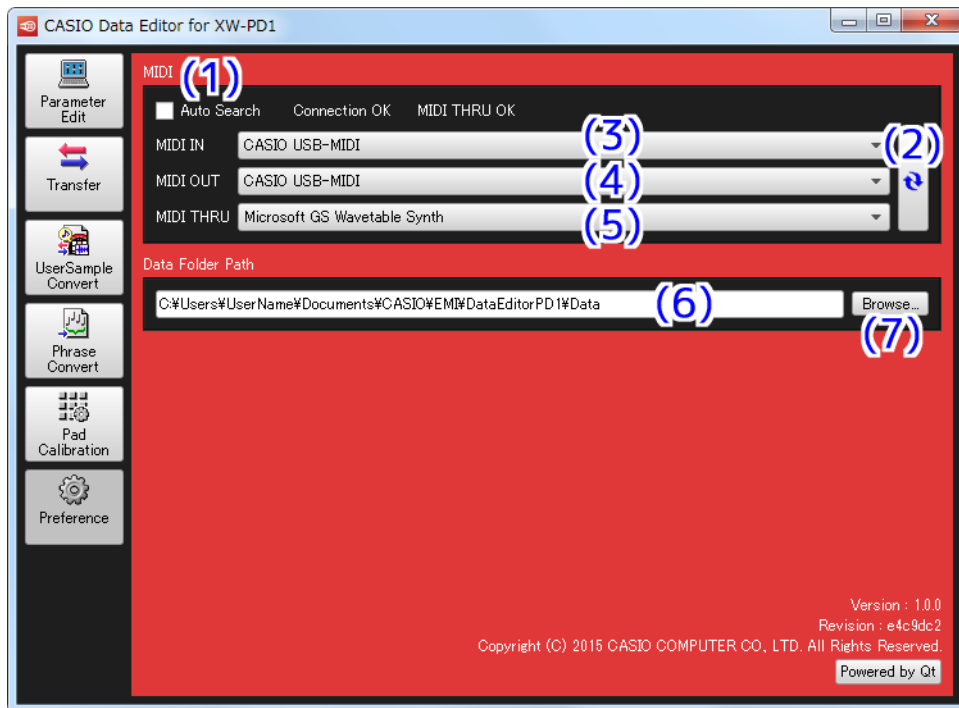 CASIO Data Editor for XW-PD1
Parameter
Edit
Transfer
UserSample
Convert
Phrase
Convert
Pad
Calibration
Preference
MIDI (1)
Auto Search Connection OK MIDI THRU OK
MIDI IN CASIO USB-MIDI (3) (2)
MIDI OUT CASIO USB-MIDI (4)
MIDI THRU Microsoft GS Wavetable Synth (5)
Data Folder Path
C:¥Users¥UserName¥Documents¥CASIO¥EMI¥DataEditorPD1¥Data (6) Browse...
(7)
Version : 1.0.0
Revision : e4c9dc2
Copyright (C) 2015 CASIO COMPUTER CO., LTD. All Rights Reserved.
Powered by Qt